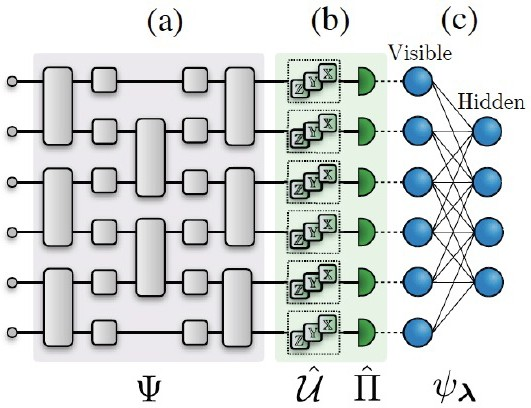 (a) (b) (c)
Visible
Hidden
Z Y X
Z Y X
Z Y X
Z Y X
Z Y X
Z Y X
Ψ 𝒰̂ Π̂ ψ_λ